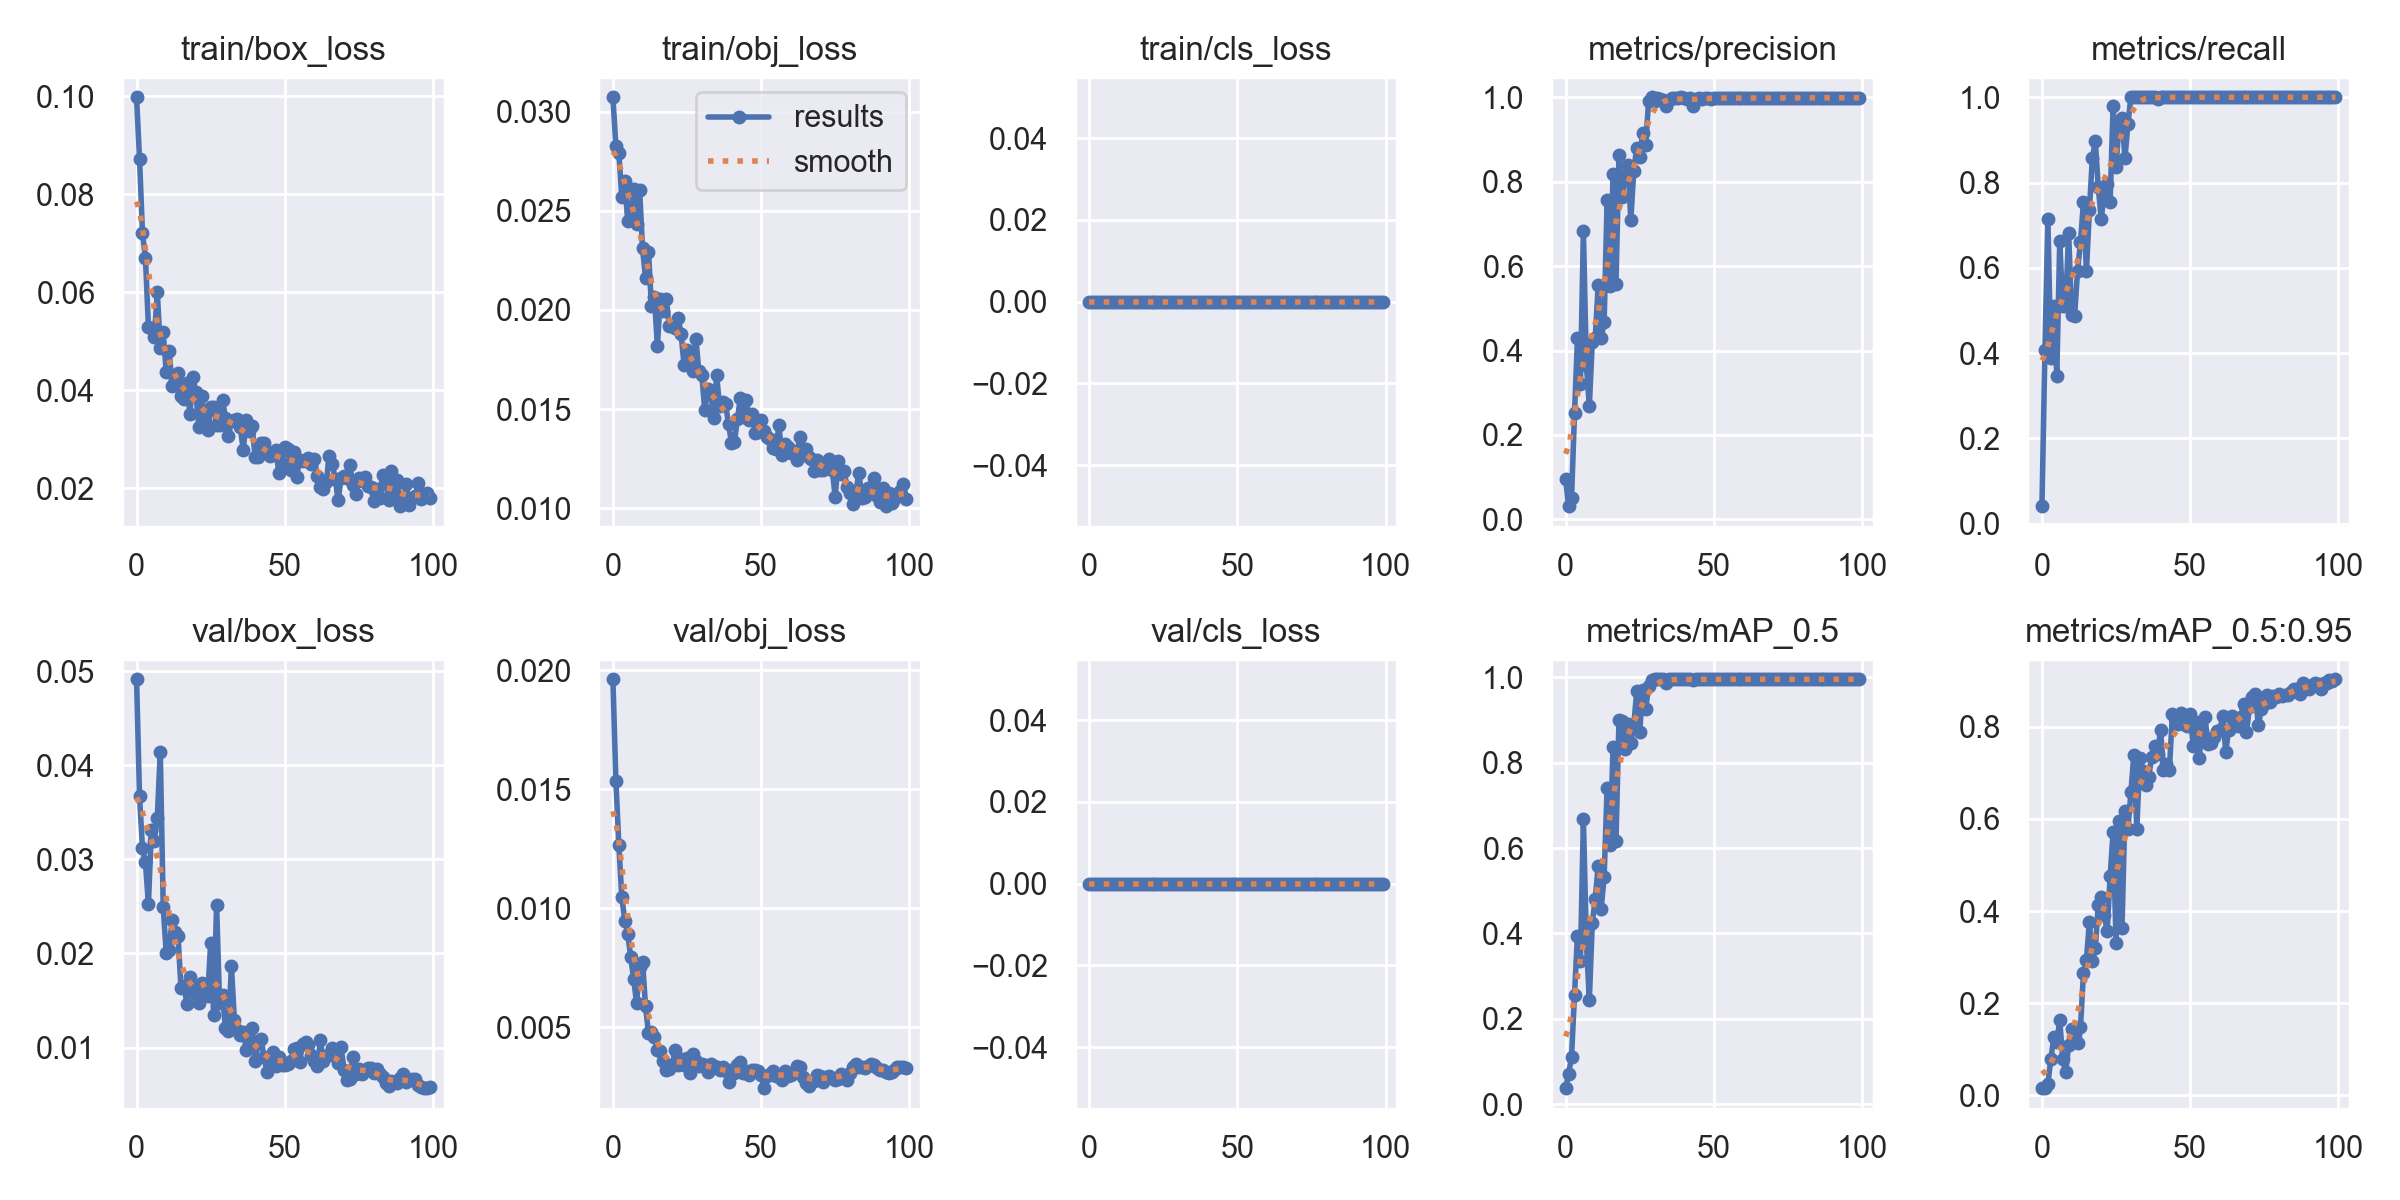 train/box_loss
0.10
0.08
0.06
0.04
0.02
0 50 100
train/obj_loss
results
smooth
0.030
0.025
0.020
0.015
0.010
0 50 100
train/cls_loss
0.04
0.02
0.00
−0.02
−0.04
0 50 100
metrics/precision
1.0
0.8
0.6
0.4
0.2
0.0
0 50 100
metrics/recall
1.0
0.8
0.6
0.4
0.2
0.0
0 50 100
val/box_loss
0.05
0.04
0.03
0.02
0.01
0 50 100
val/obj_loss
0.020
0.015
0.010
0.005
0 50 100
val/cls_loss
0.04
0.02
0.00
−0.02
−0.04
0 50 100
metrics/mAP_0.5
1.0
0.8
0.6
0.4
0.2
0.0
0 50 100
metrics/mAP_0.5:0.95
0.8
0.6
0.4
0.2
0.0
0 50 100